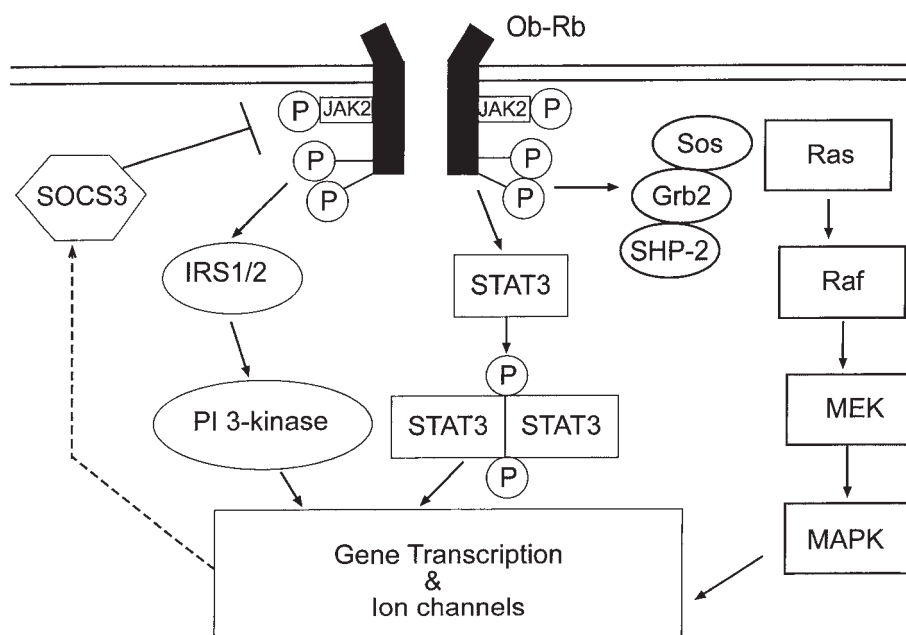 Ob-Rb
P
JAK2
JAK2
P
P
P
P
P
Sos
Grb2
SHP-2
Ras
SOCS3
IRS1/2
STAT3
Raf
P
PI 3-kinase
STAT3
STAT3
P
MEK
Gene Transcription
&
Ion channels
MAPK